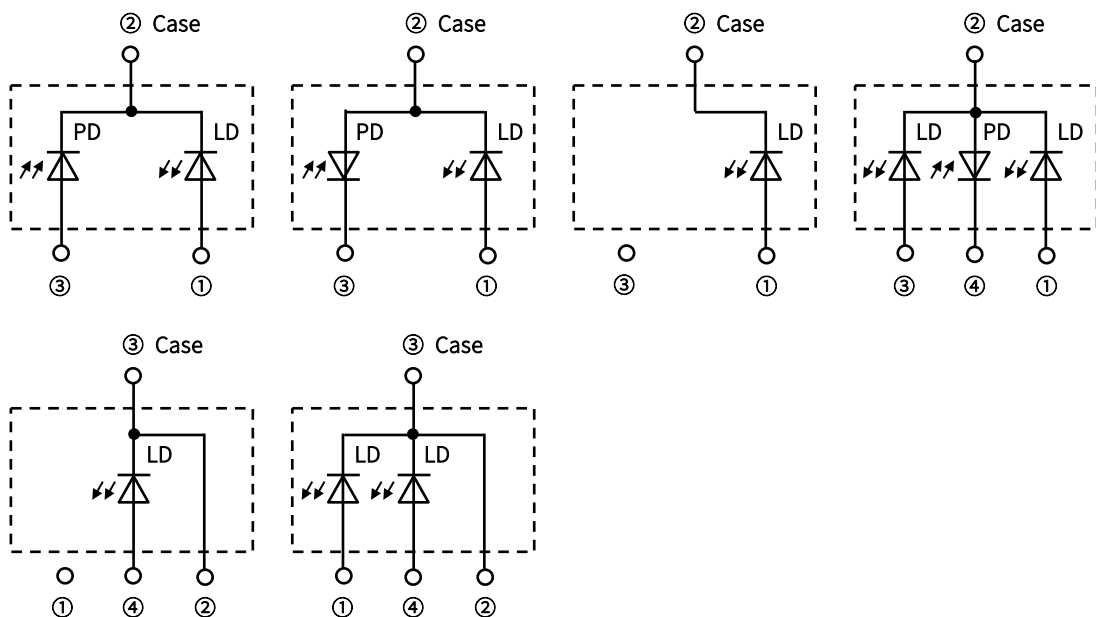 ② Case
PD
LD
③
①
② Case
PD
LD
③
①
② Case
LD
③
①
② Case
LD
PD
LD
③
④
①
③ Case
LD
①
④
②
③ Case
LD
LD
①
④
②